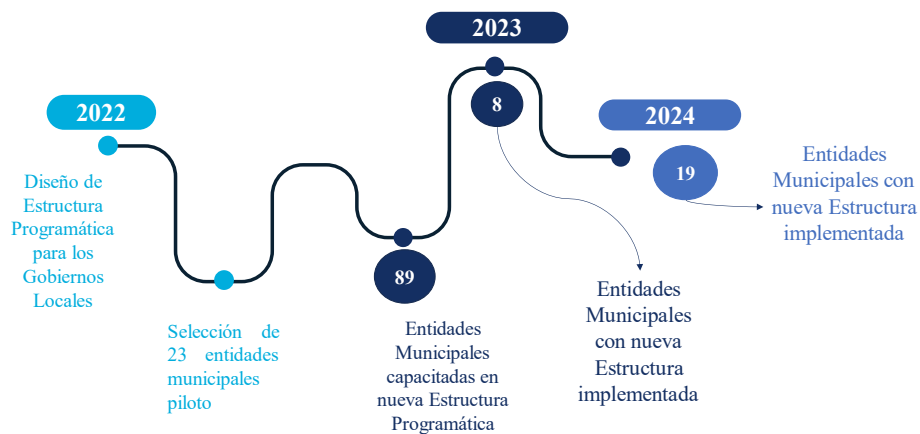 2022
Diseño de
Estructura
Programática
para los
Gobiernos
Locales
Selección de
23 entidades
municipales
piloto
89
Entidades
Municipales
capacitadas en
nueva Estructura
Programática
2023
8
Entidades
Municipales
con nueva
Estructura
implementada
2024
19
Entidades
Municipales con
nueva Estructura
implementada